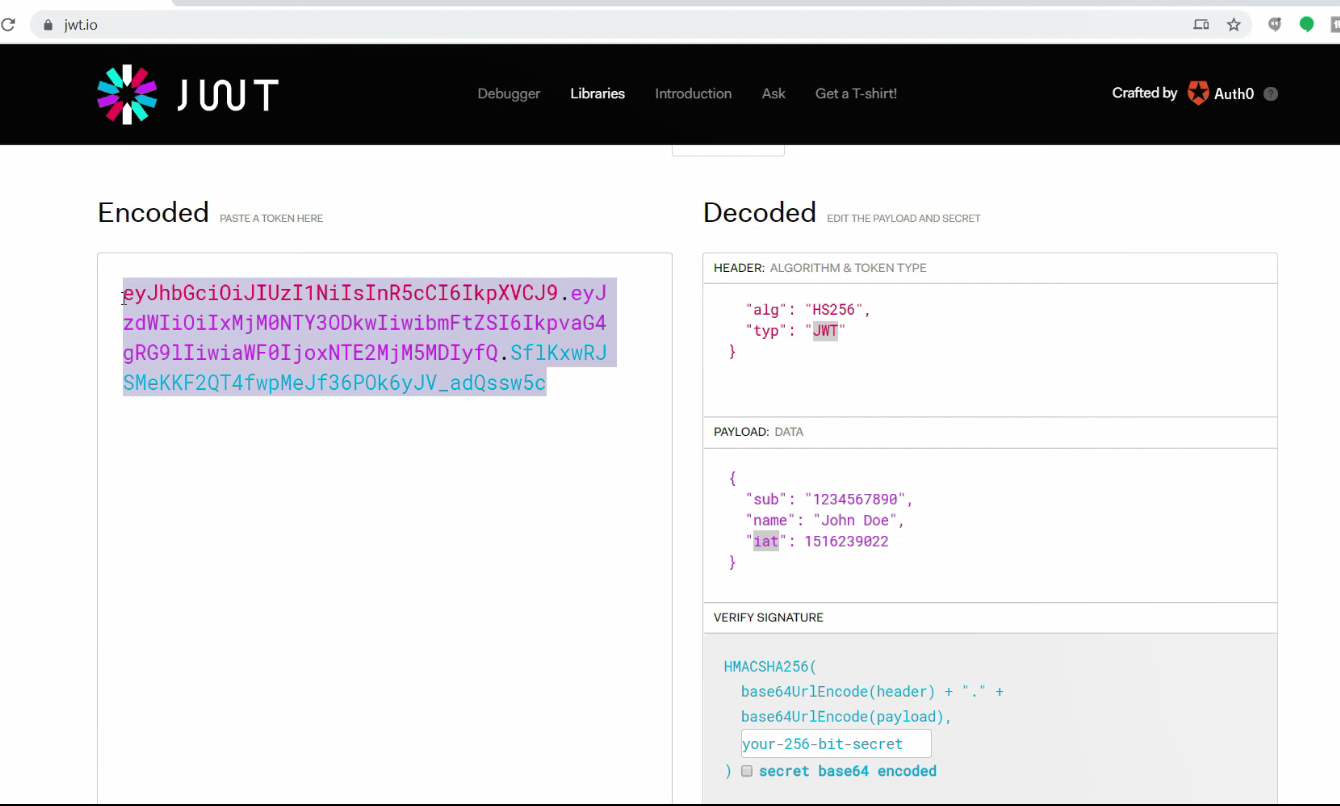 jwt.io
JWT
Debugger Libraries Introduction Ask Get a T-shirt! Crafted by Auth0 ?
Encoded PASTE A TOKEN HERE
eyJhbGciOiJIUzI1NiIsInR5cCI6IkpXVCJ9.eyJ
zdWIiOiIxMjM0NTY3ODkwIiwibmFtZSI6IkpvaG4
gRG9lIiwiaWF0IjoxNTE2MjM5MDIyfQ.SflKxwRJ
SMeKKF2QT4fwpMeJf36POk6yJV_adQssw5c
Decoded EDIT THE PAYLOAD AND SECRET
HEADER: ALGORITHM & TOKEN TYPE
"alg": "HS256",
"typ": "JWT"
}
PAYLOAD: DATA
{
"sub": "1234567890",
"name": "John Doe",
"iat": 1516239022
}
VERIFY SIGNATURE
HMACSHA256(
base64UrlEncode(header) + "." +
base64UrlEncode(payload),
your-256-bit-secret
) secret base64 encoded